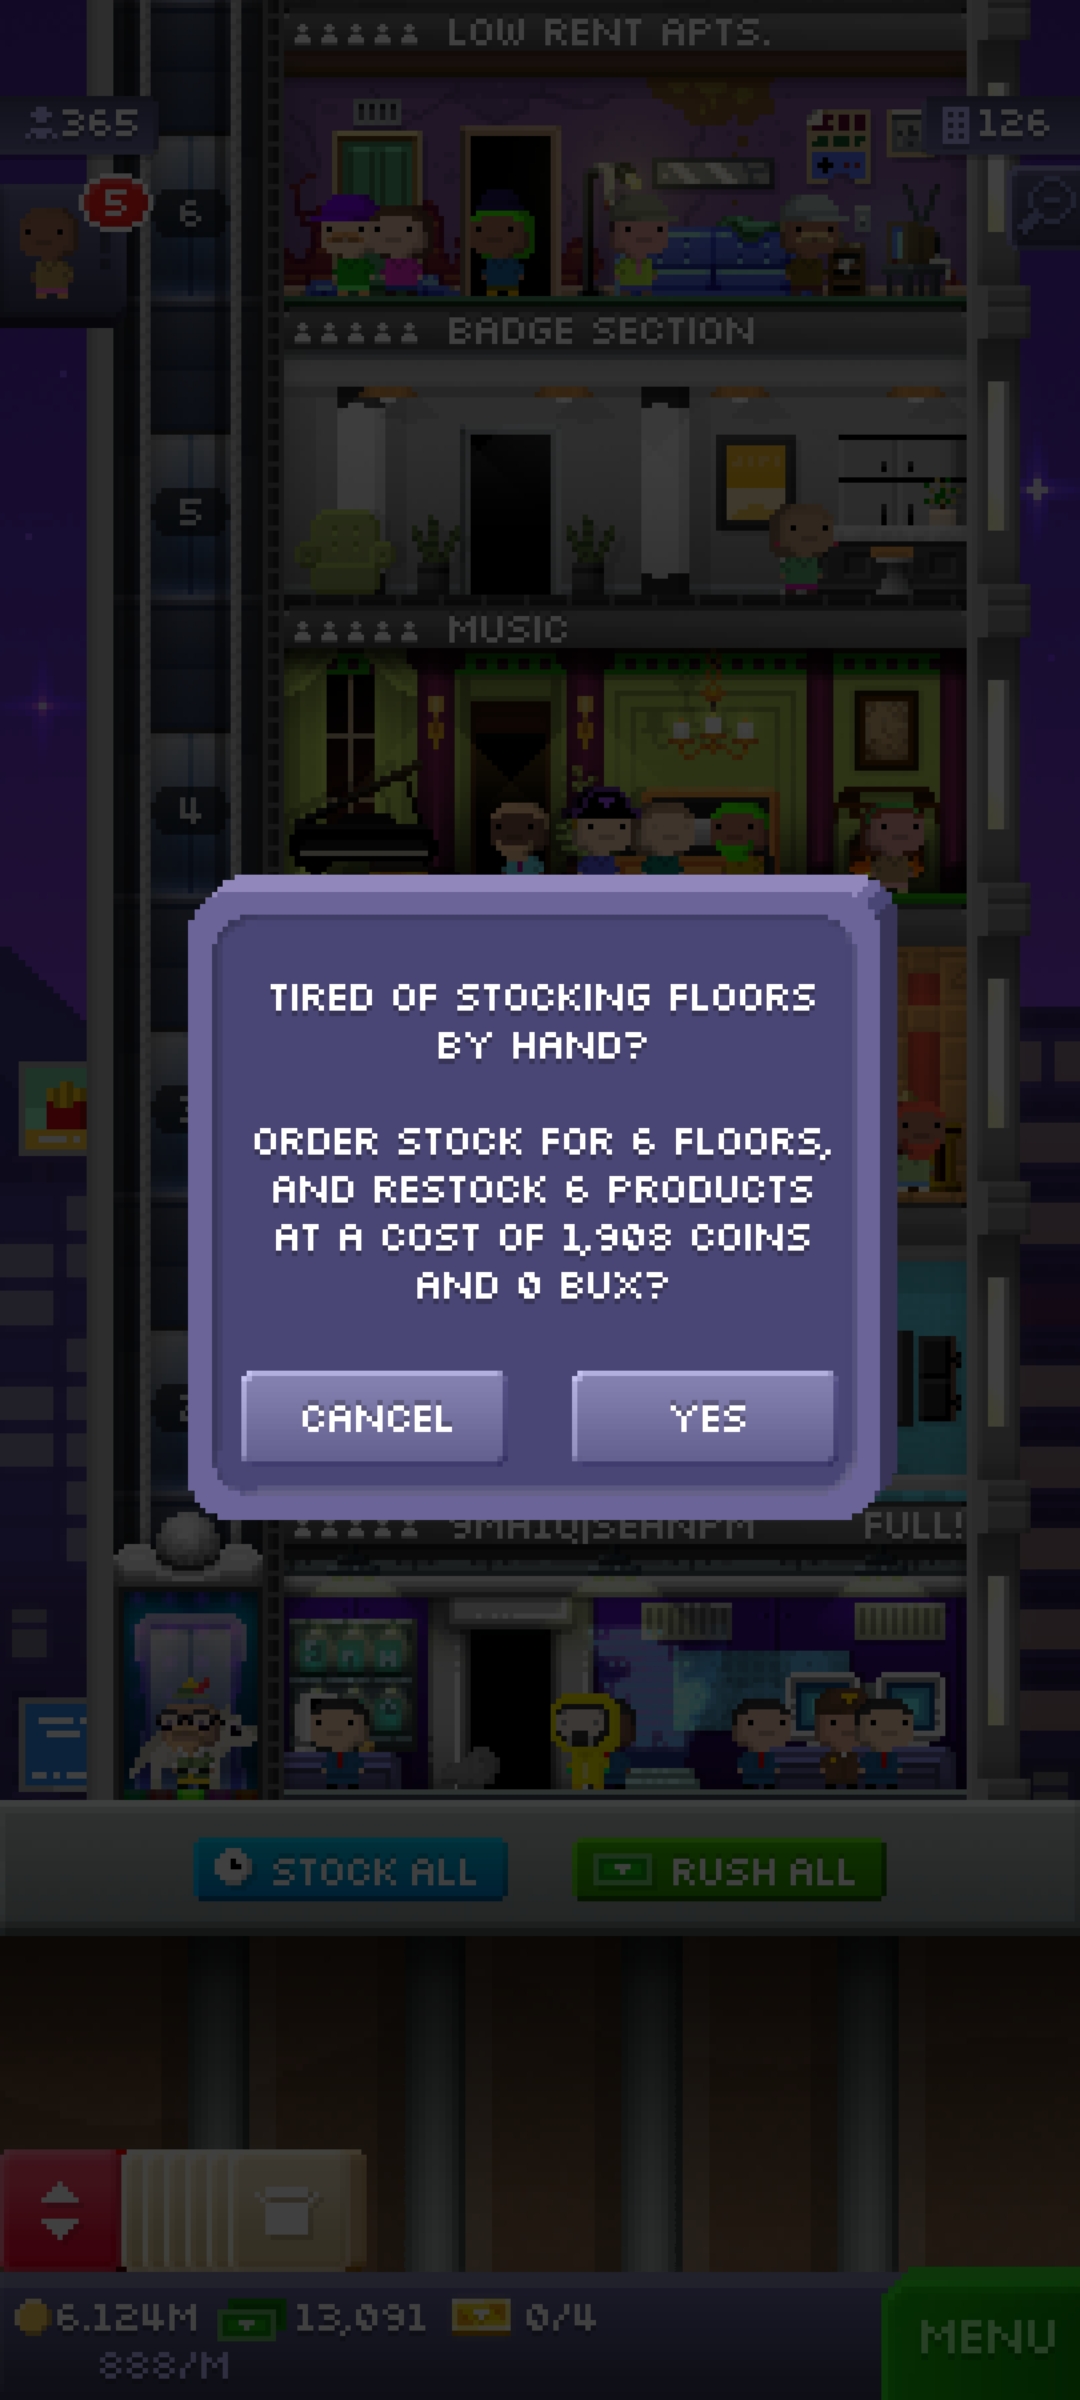 LOW RENT APTS.
365
126
5
6
BADGE SECTION
5
MUSIC
4
TIRED OF STOCKING FLOORS
BY HAND?
ORDER STOCK FOR 6 FLOORS,
AND RESTOCK 6 PRODUCTS
AT A COST OF 1,908 COINS
AND 0 BUX?
CANCEL
YES
FULL!
STOCK ALL
RUSH ALL
6.124M
13,091
0/4
888/M
MENU